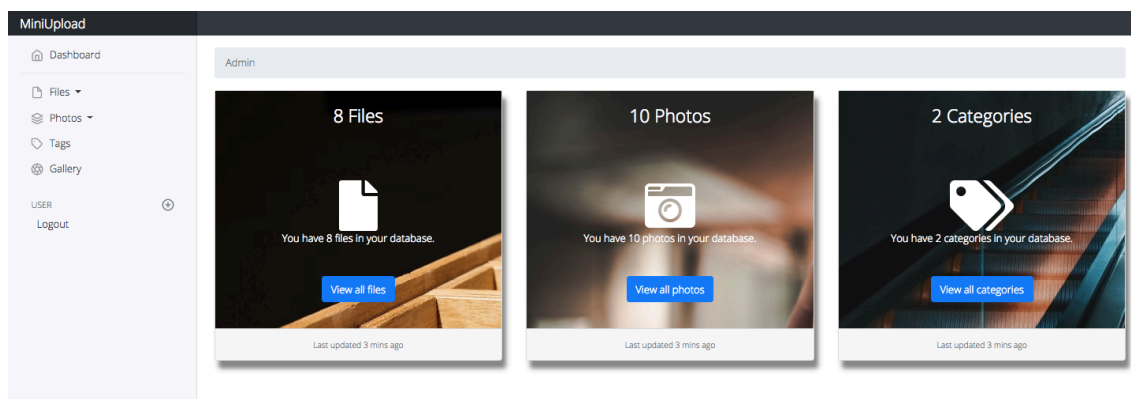 MiniUpload
Dashboard
Files
Photos
Tags
Gallery
USER
Logout
Admin
8 Files
You have 8 files in your database.
View all files
Last updated 3 mins ago
10 Photos
You have 10 photos in your database.
View all photos
Last updated 3 mins ago
2 Categories
You have 2 categories in your database.
View all categories
Last updated 3 mins ago